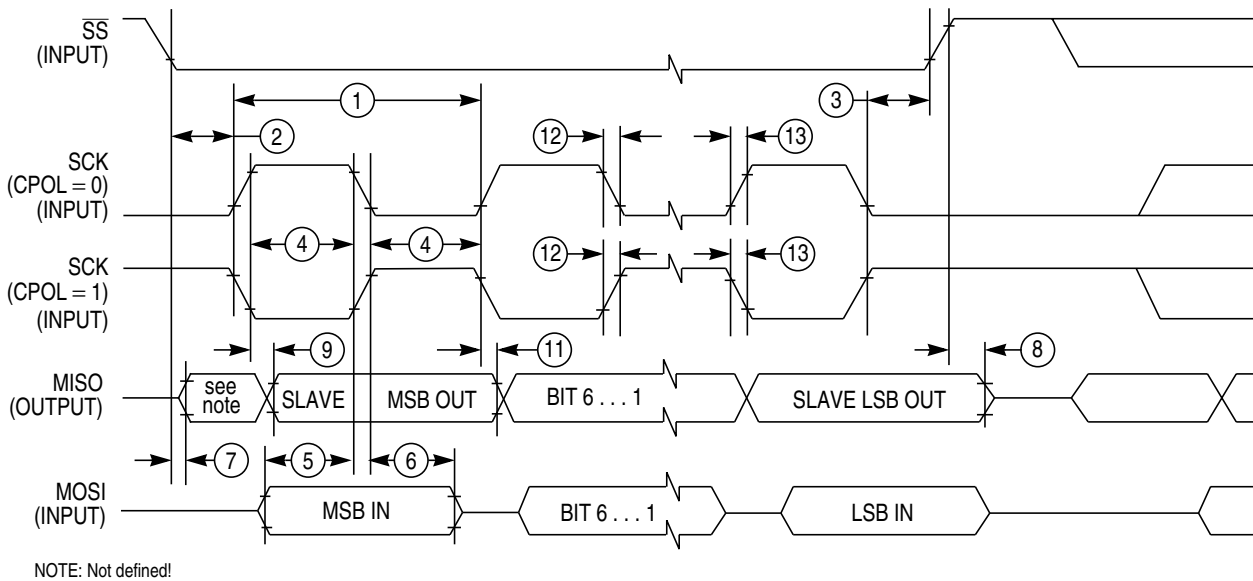 SS
(INPUT)
1
3
2
12
13
SCK
(CPOL = 0)
(INPUT)
4
4
12
13
SCK
(CPOL = 1)
(INPUT)
9
11
8
MISO
(OUTPUT)
see
note
SLAVE
MSB OUT
BIT 6 . . . 1
SLAVE LSB OUT
7
5
6
MOSI
(INPUT)
MSB IN
BIT 6 . . . 1
LSB IN
NOTE: Not defined!